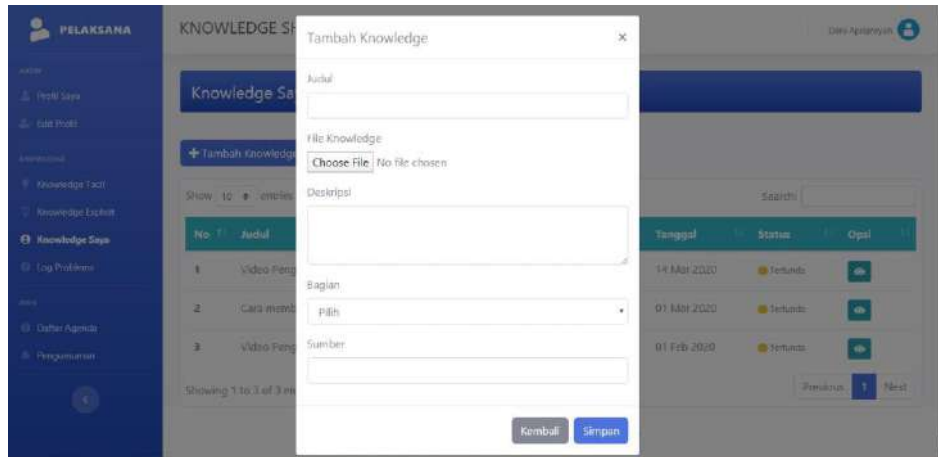 PELAKSANA
KNOWLEDGE SH
Tambah Knowledge
×
Profil Saya
Edit Profil
Knowledge Tacit
Knowledge Explicit
Knowledge Saya
Log Problems
Daftar Agenda
Pengumuman
Knowledge Sa
Tambah Knowledge
Show 10 entries
Search:
No Judul Tanggal Status Opsi
1 Video Peng 14 Mar 2020 Tertunda
2 Cara memb 01 Mar 2020 Tertunda
3 Video Peng 01 Feb 2020 Tertunda
Showing 1 to 3 of 3 en
Previous 1 Next
Judul
File Knowledge
Choose File No file chosen
Deskripsi
Bagian
Pilih
Sumber
Kembali Simpan